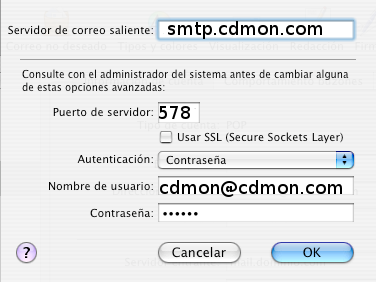 Servidor de correo saliente: smtp.cdmon.com
Consulte con el administrador del sistema antes de cambiar alguna
de estas opciones avanzadas:
Puerto de servidor: 578
Usar SSL (Secure Sockets Layer)
Autenticación: Contraseña
Nombre de usuario: cdmon@cdmon.com
Contraseña: ••••••
? Cancelar OK